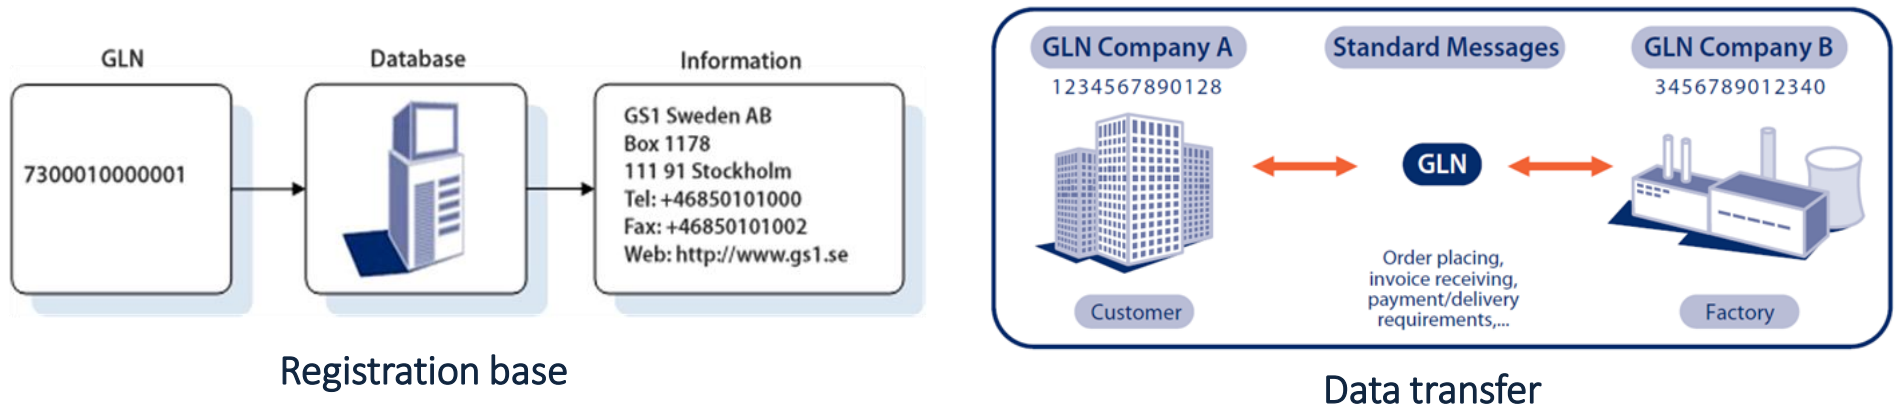 GLN
Database
Information
7300010000001
GS1 Sweden AB
Box 1178
111 91 Stockholm
Tel: +46850101000
Fax: +46850101002
Web: http://www.gs1.se
Registration base
GLN Company A
Standard Messages
GLN Company B
1234567890128
3456789012340
GLN
Order placing,
invoice receiving,
payment/delivery
requirements,...
Customer
Factory
Data transfer